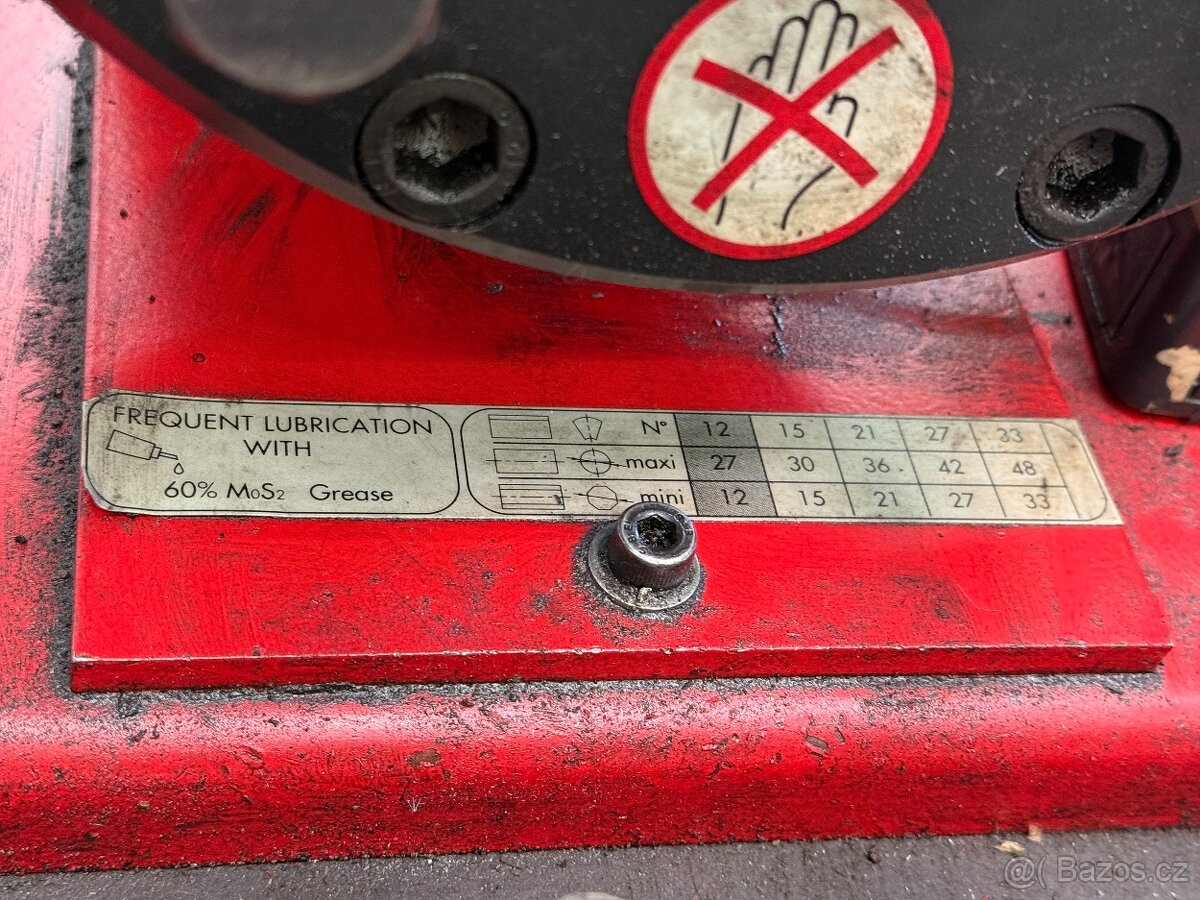 FREQUENT LUBRICATION
WITH
60% MoS2 Grease
N° 12 15 21 27 33
maxi 27 30 36 42 48
mini 12 15 21 27 33
@ Bazos.cz